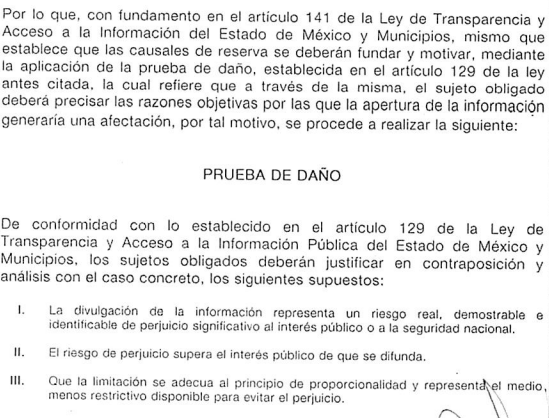 Por lo que, con fundamento en el artículo 141 de la Ley de Transparencia y
Acceso a la Información del Estado de México y Municipios, mismo que
establece que las causales de reserva se deberán fundar y motivar, mediante
la aplicación de la prueba de daño, establecida en el artículo 129 de la ley
antes citada, la cual refiere que a través de la misma, el sujeto obligado
deberá precisar las razones objetivas por las que la apertura de la información
generaría una afectación, por tal motivo, se procede a realizar la siguiente:
PRUEBA DE DAÑO
De conformidad con lo establecido en el artículo 129 de la Ley de
Transparencia y Acceso a la Información Pública del Estado de México y
Municipios, los sujetos obligados deberán justificar en contraposición y
análisis con el caso concreto, los siguientes supuestos:
I. La divulgación de la información representa un riesgo real, demostrable e
identificable de perjuicio significativo al interés público o a la seguridad nacional.
II. El riesgo de perjuicio supera el interés público de que se difunda.
III. Que la limitación se adecua al principio de proporcionalidad y representa el medio,
menos restrictivo disponible para evitar el perjuicio.